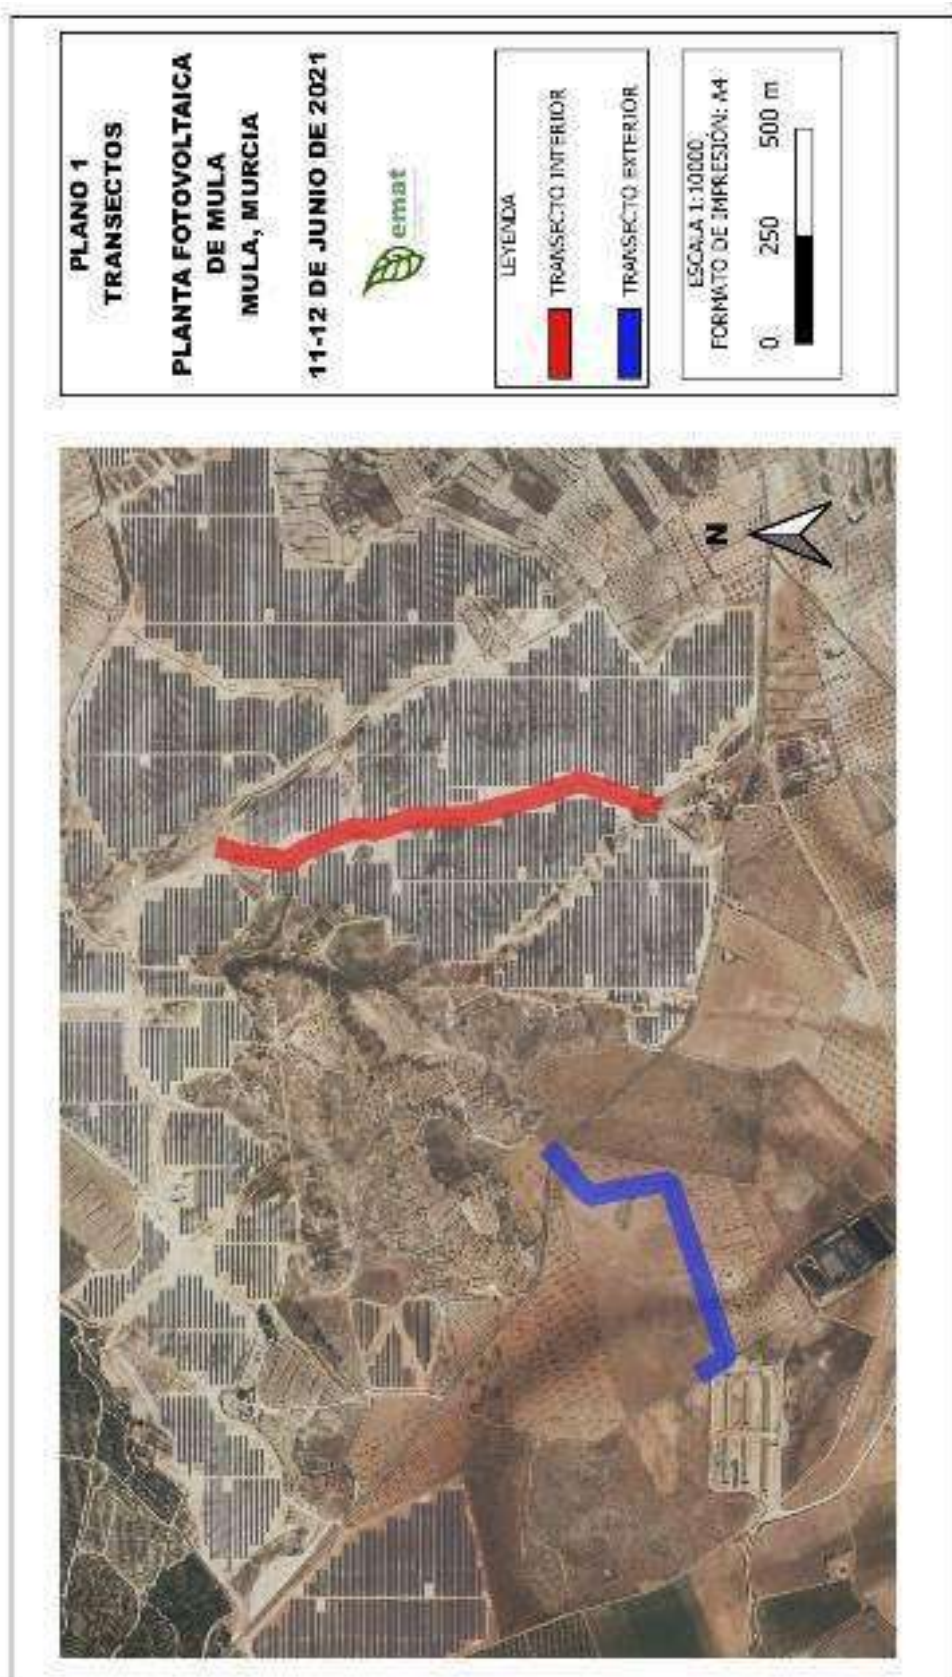 PLANO 1
TRANSECTOS
PLANTA FOTOVOLTAICA
DE MULA
MULA, MURCIA
11-12 DE JUNIO DE 2021
emat
LEYENDA
TRANSECTO INTERIOR
TRANSECTO EXTERIOR
ESCALA 1:10000
FORMATO DE IMPRESIÓN: A4
0 250 500 m
N